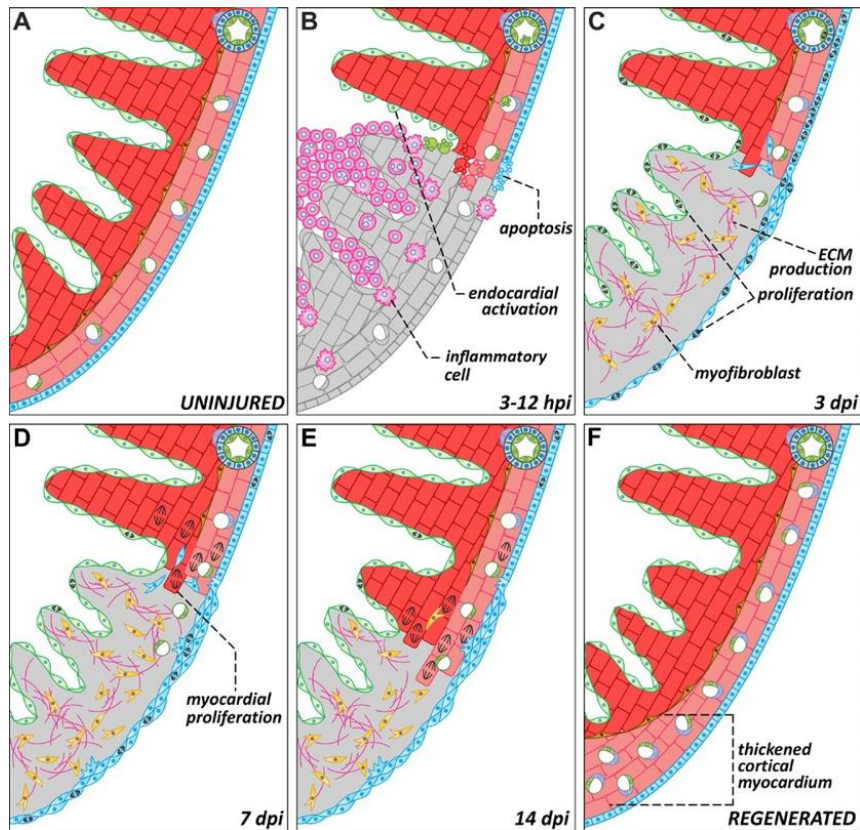 A
UNINJURED
B
apoptosis
endocardial
activation
inflammatory
cell
3-12 hpi
C
ECM
production
proliferation
myofibroblast
3 dpi
D
myocardial
proliferation
7 dpi
E
14 dpi
F
thickened
cortical
myocardium
REGENERATED